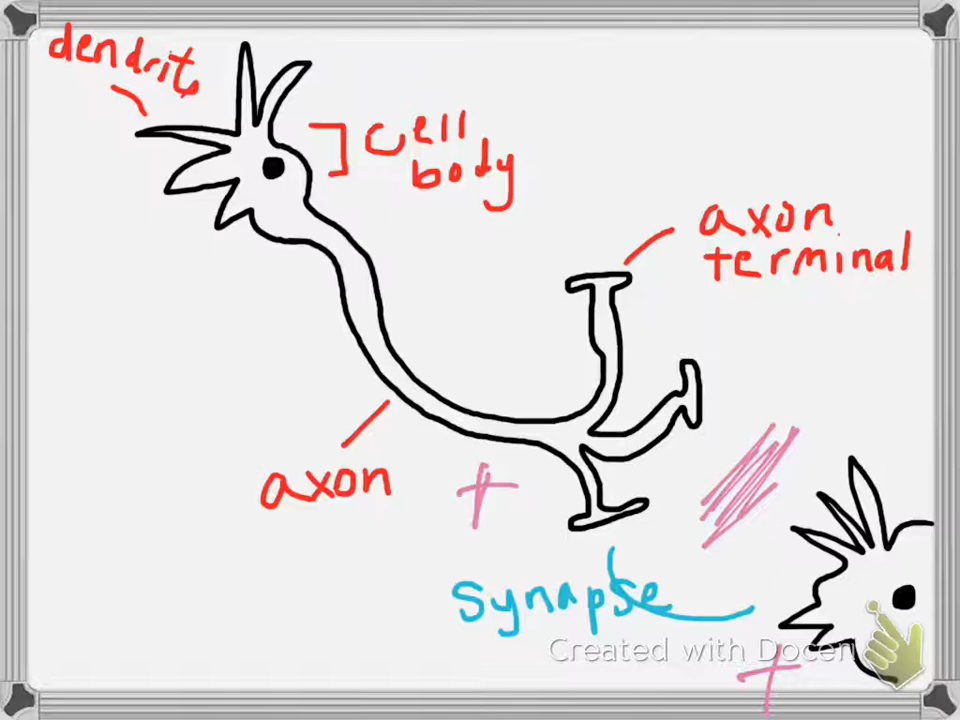 dendrite
cell
body
axon
terminal
axon
+
synapse
Created with Doceri
+